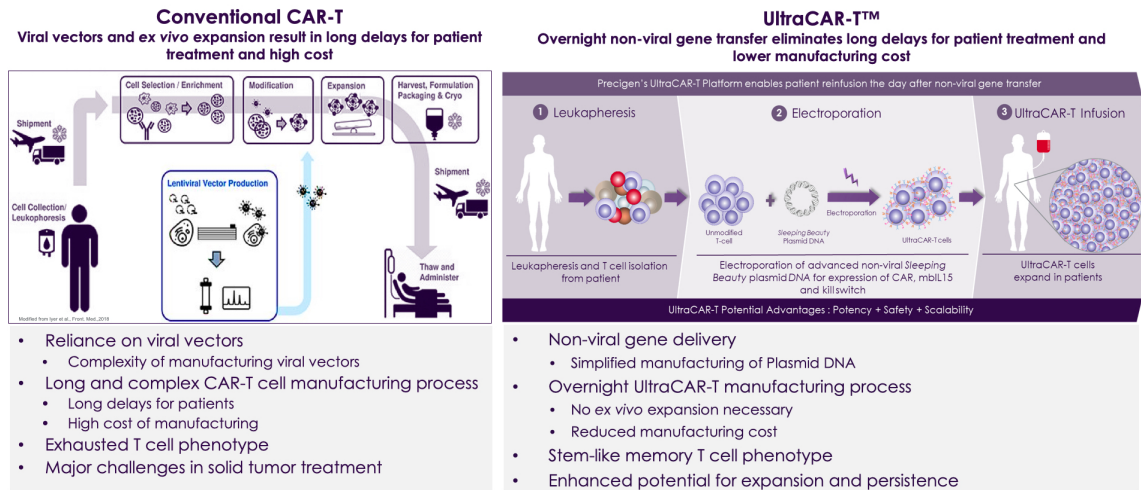 Conventional CAR-T
Viral vectors and ex vivo expansion result in long delays for patient
treatment and high cost
Cell Selection / Enrichment
Modification
Expansion
Harvest, Formulation
Packaging & Cryo
Shipment
Lentiviral Vector Production
Shipment
Cell Collection/
Leukophoresis
Thaw and
Administer
Modified from Iyer et al., Front. Med.,2018
• Reliance on viral vectors
• Complexity of manufacturing viral vectors
• Long and complex CAR-T cell manufacturing process
• Long delays for patients
• High cost of manufacturing
• Exhausted T cell phenotype
• Major challenges in solid tumor treatment
UltraCAR-T™
Overnight non-viral gene transfer eliminates long delays for patient treatment and
lower manufacturing cost
Precigen's UltraCAR-T Platform enables patient reinfusion the day after non-viral gene transfer
1 Leukapheresis
2 Electroporation
3 UltraCAR-T Infusion
Electroporation
Unmodified
T-cell
Sleeping Beauty
Plasmid DNA
UltraCAR-T cells
Leukapheresis and T cell isolation
from patient
Electroporation of advanced non-viral Sleeping
Beauty plasmid DNA for expression of CAR, mbIL15
and kill switch
UltraCAR-T cells
expand in patients
UltraCAR-T Potential Advantages : Potency + Safety + Scalability
• Non-viral gene delivery
• Simplified manufacturing of Plasmid DNA
• Overnight UltraCAR-T manufacturing process
• No ex vivo expansion necessary
• Reduced manufacturing cost
• Stem-like memory T cell phenotype
• Enhanced potential for expansion and persistence